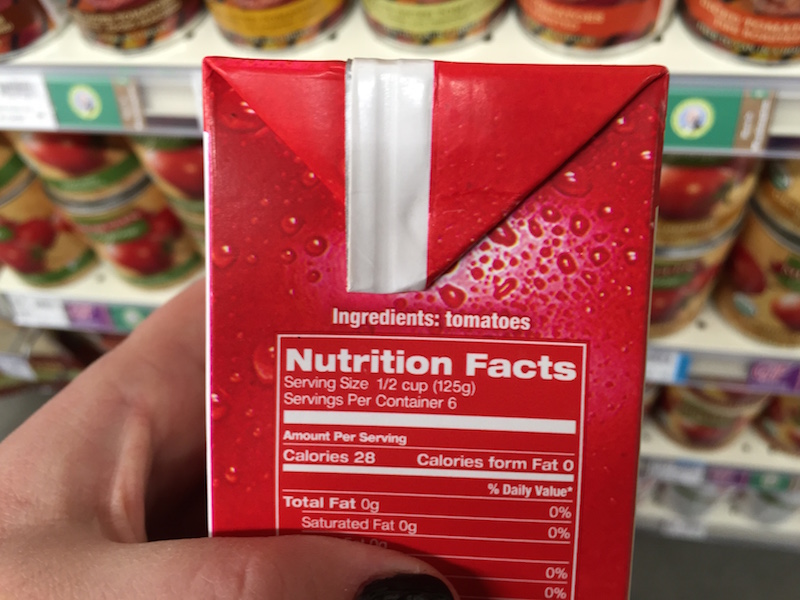 Ingredients: tomatoes
Nutrition Facts
Serving Size 1/2 cup (125g)
Servings Per Container 6
Amount Per Serving
Calories 28 Calories form Fat 0
% Daily Value*
Total Fat 0g 0%
Saturated Fat 0g 0%
0%
0%